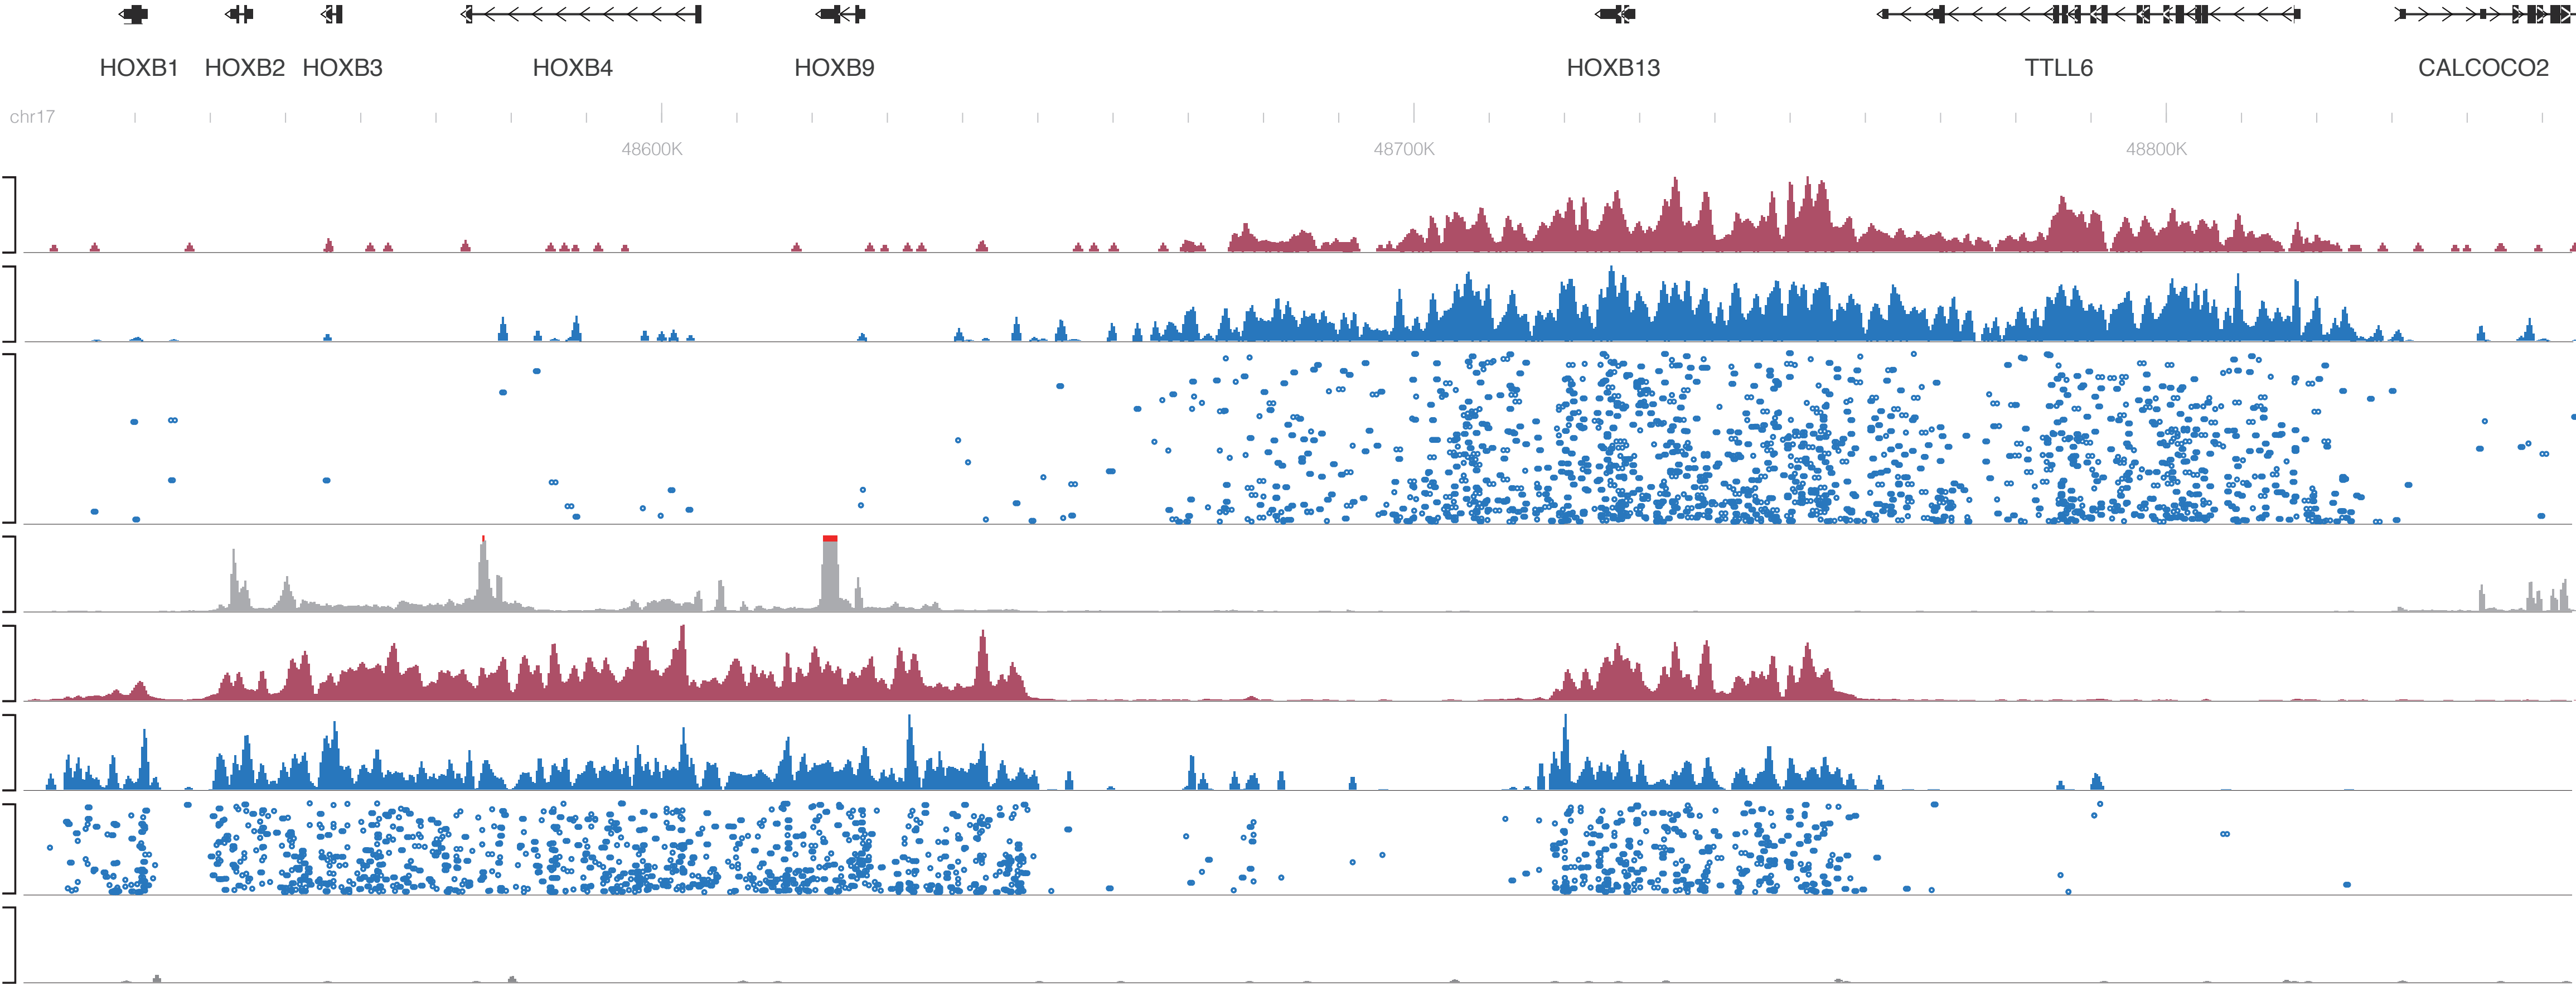 HOXB1 HOXB2 HOXB3 HOXB4 HOXB9 HOXB13 TTLL6 CALCOCO2
chr17
48600K 48700K 48800K